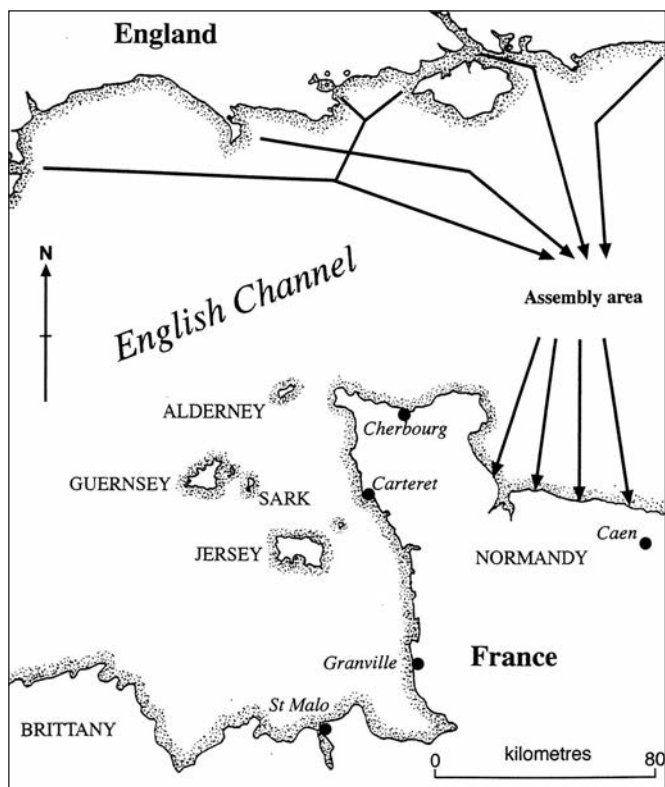 England
N
English Channel
Assembly area
ALDERNEY
Cherbourg
GUERNSEY
SARK
Carteret
JERSEY
NORMANDY
Caen
Granville
France
St Malo
BRITTANY
kilometres
0 80